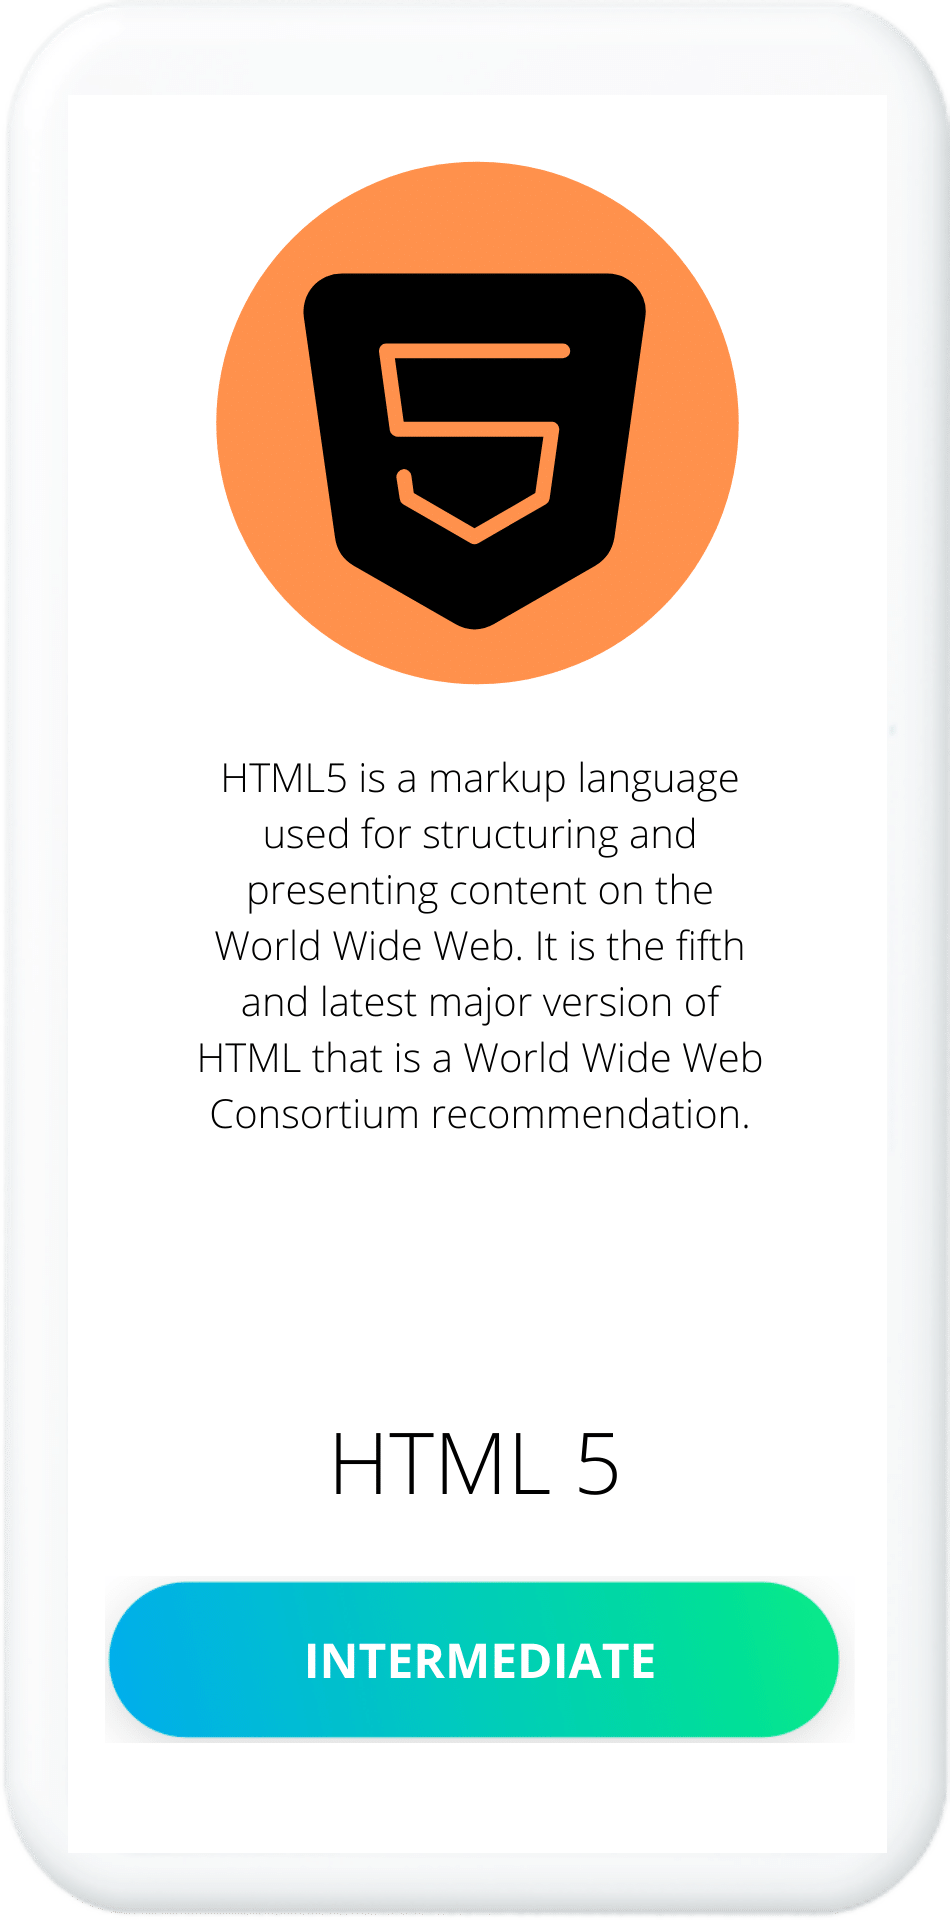 5
HTML5 is a markup language
used for structuring and
presenting content on the
World Wide Web. It is the fifth
and latest major version of
HTML that is a World Wide Web
Consortium recommendation.
HTML 5
INTERMEDIATE